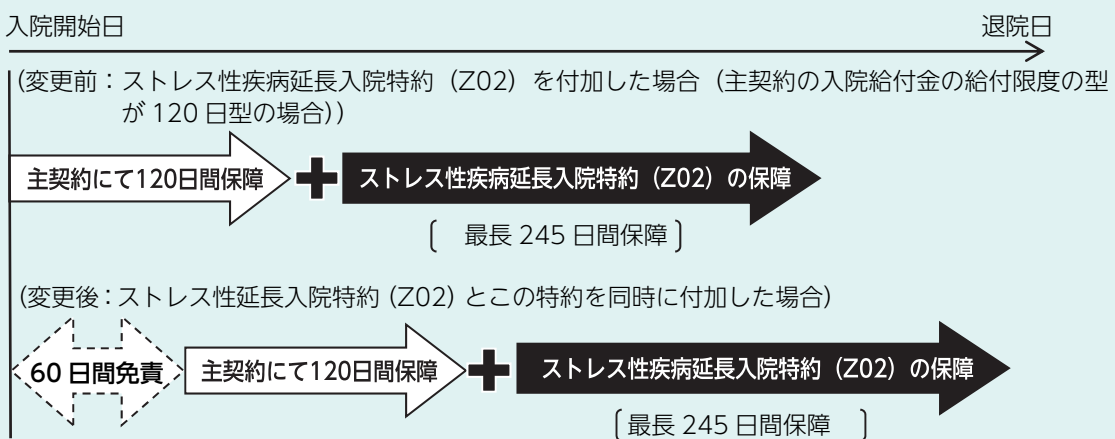 入院開始日 退院日
(変更前：ストレス性疾病延長入院特約（Z02）を付加した場合（主契約の入院給付金の給付限度の型
が 120 日型の場合）)
主契約にて120日間保障 ＋ ストレス性疾病延長入院特約（Z02）の保障
〔 最長 245 日間保障 〕
(変更後：ストレス性延長入院特約（Z02）とこの特約を同時に付加した場合)
60 日間免責 主契約にて120日間保障 ＋ ストレス性疾病延長入院特約（Z02）の保障
〔 最長 245 日間保障 〕